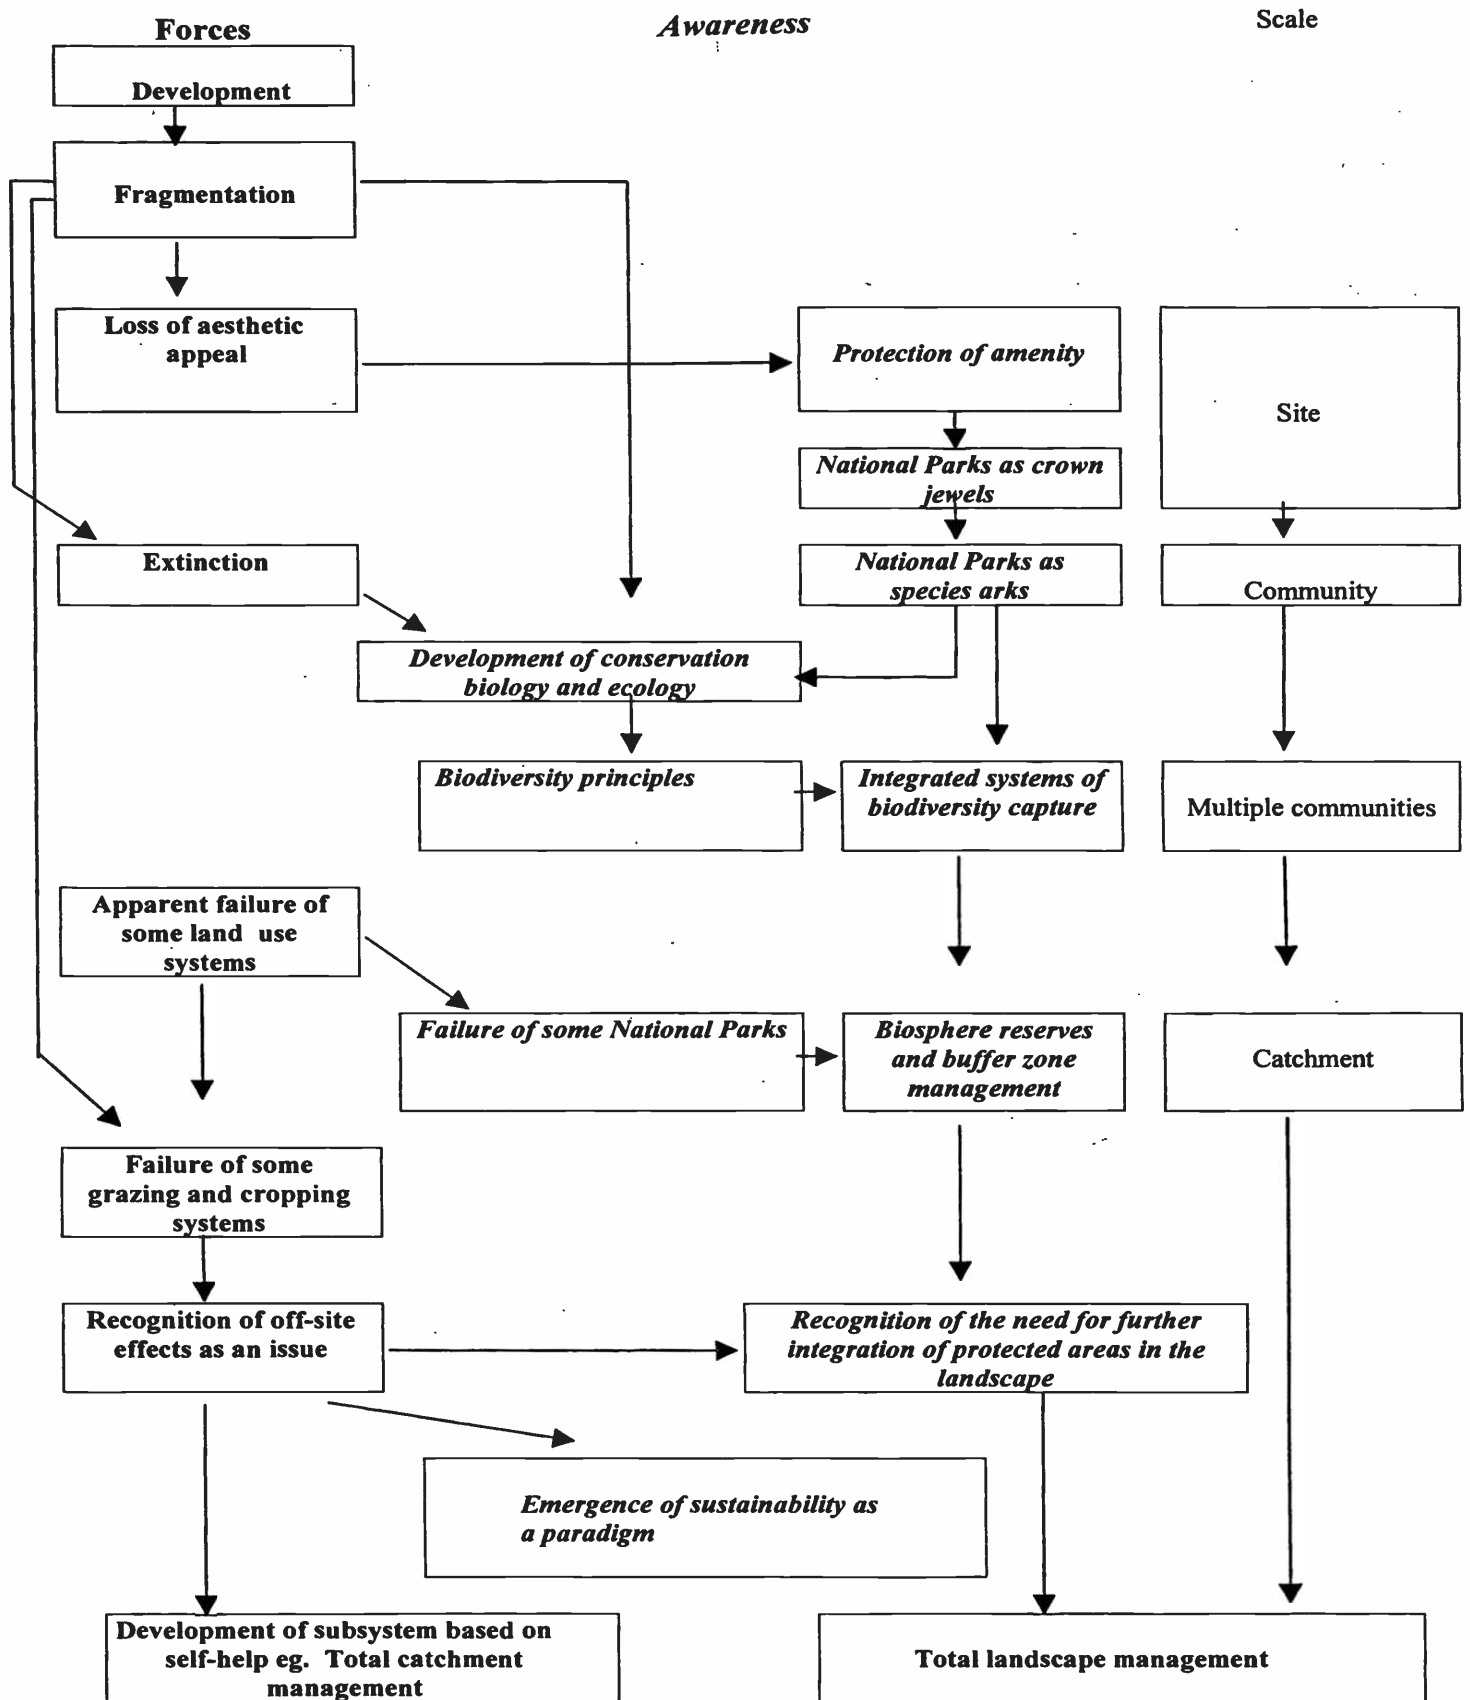 Forces
Awareness
Scale
Development
Fragmentation
Loss of aesthetic
appeal
Protection of amenity
Site
National Parks as crown
jewels
Extinction
National Parks as
species arks
Community
Development of conservation
biology and ecology
Biodiversity principles
Integrated systems of
biodiversity capture
Multiple communities
Apparent failure of
some land use
systems
Failure of some National Parks
Biosphere reserves
and buffer zone
management
Catchment
Failure of some
grazing and cropping
systems
Recognition of off-site
effects as an issue
Recognition of the need for further
integration of protected areas in the
landscape
Emergence of sustainability as
a paradigm
Development of subsystem based on
self-help eg. Total catchment
management
Total landscape management